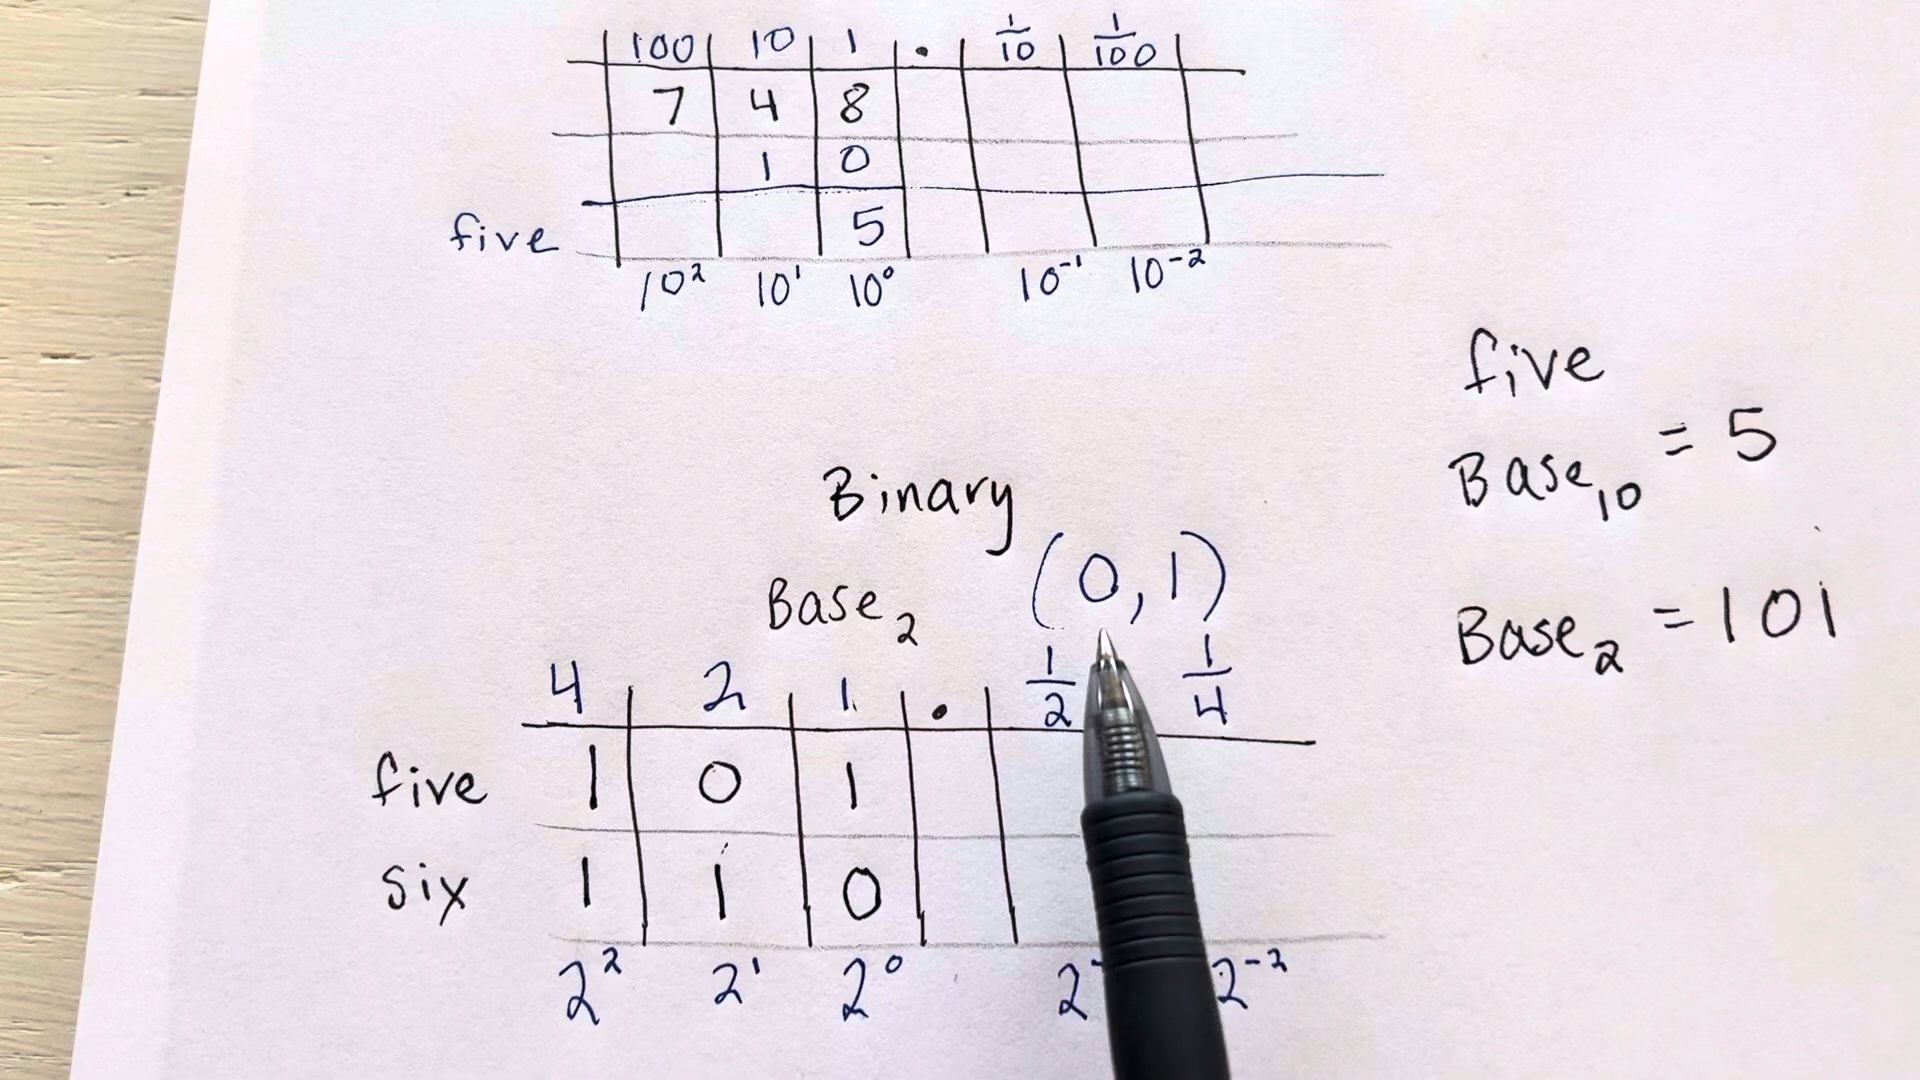 100 10 1 . 1/10 1/100
7 4 8
1 0
five 5
10² 10¹ 10⁰ 10⁻¹ 10⁻²
five
Base₁₀ = 5
Base₂ = 101
Binary
Base₂ (0,1)
4 2 1 . 1/2 1/4
five 1 0 1
six 1 1 0
2² 2¹ 2⁰ 2⁻ 2⁻²